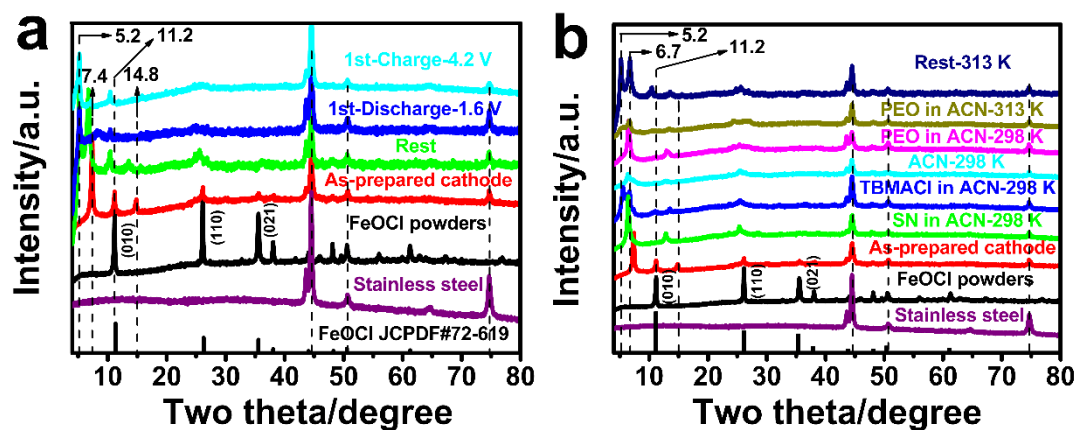 a
5.2
11.2
7.4
14.8
1st-Charge-4.2 V
1st-Discharge-1.6 V
Rest
As-prepared cathode
FeOCl powders
(010)
(110)
(021)
Stainless steel
FeOCl JCPDF#72-619
Intensity/a.u.
10 20 30 40 50 60 70 80
Two theta/degree
b
5.2
6.7
11.2
Rest-313 K
PEO in ACN-313 K
PEO in ACN-298 K
ACN-298 K
TBMACl in ACN-298 K
SN in ACN-298 K
As-prepared cathode
FeOCl powders
(010)
(110)
(021)
Stainless steel
Intensity/a.u.
10 20 30 40 50 60 70 80
Two theta/degree